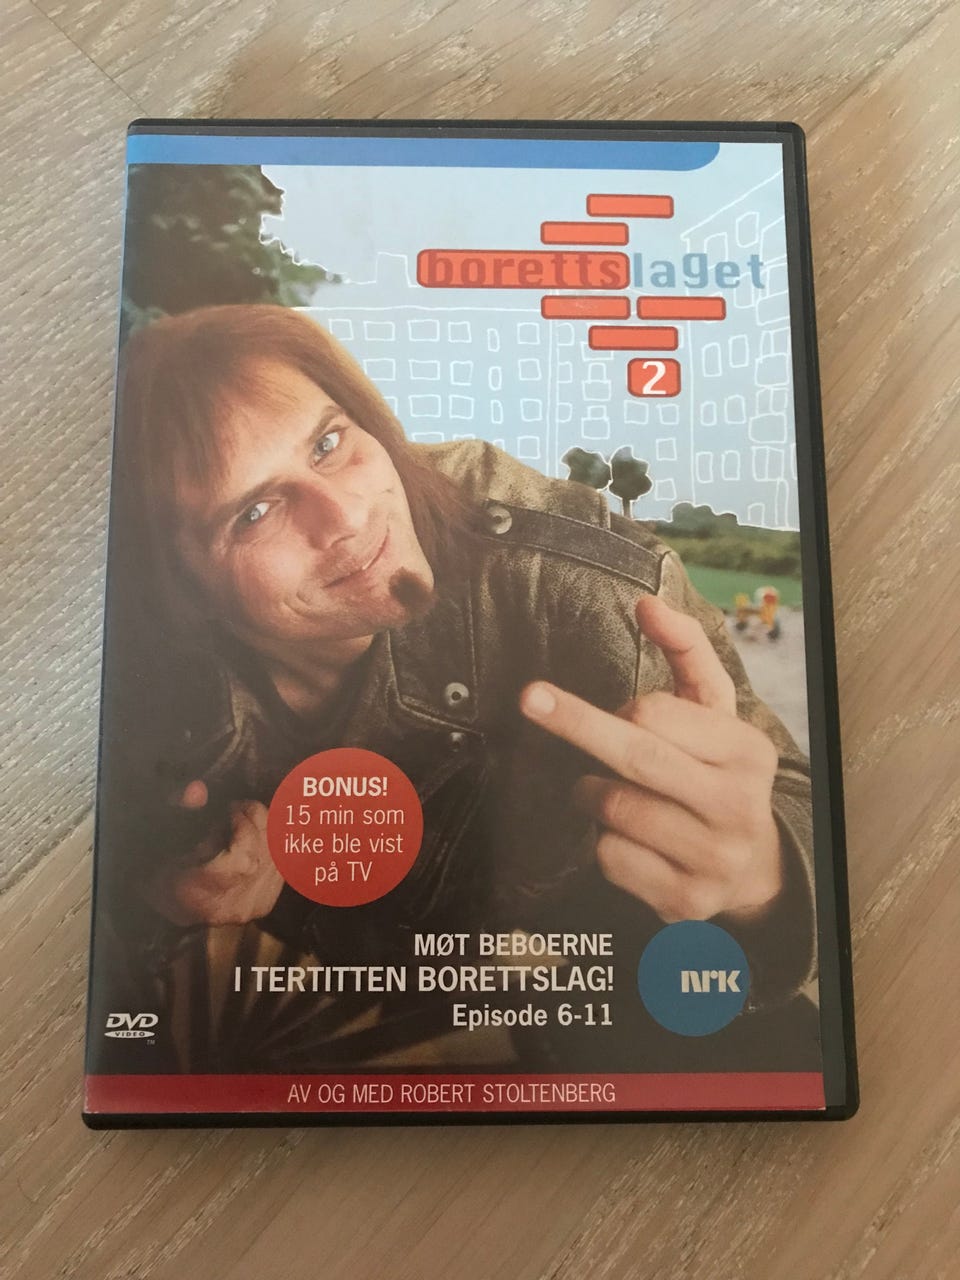 borettslaget
2
BONUS!
15 min som
ikke ble vist
på TV
MØT BEBOERNE
I TERTITTEN BORETTSLAG!
Episode 6-11
nrk
DVD
VIDEO
TM
AV OG MED ROBERT STOLTENBERG